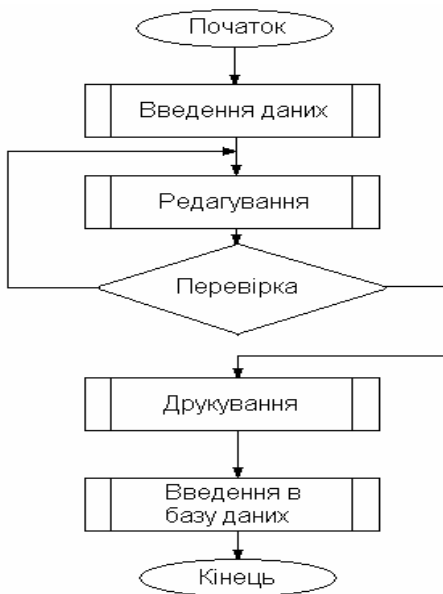 Початок
Введення даних
Редагування
Перевірка
Друкування
Введення в
базу даних
Кінець